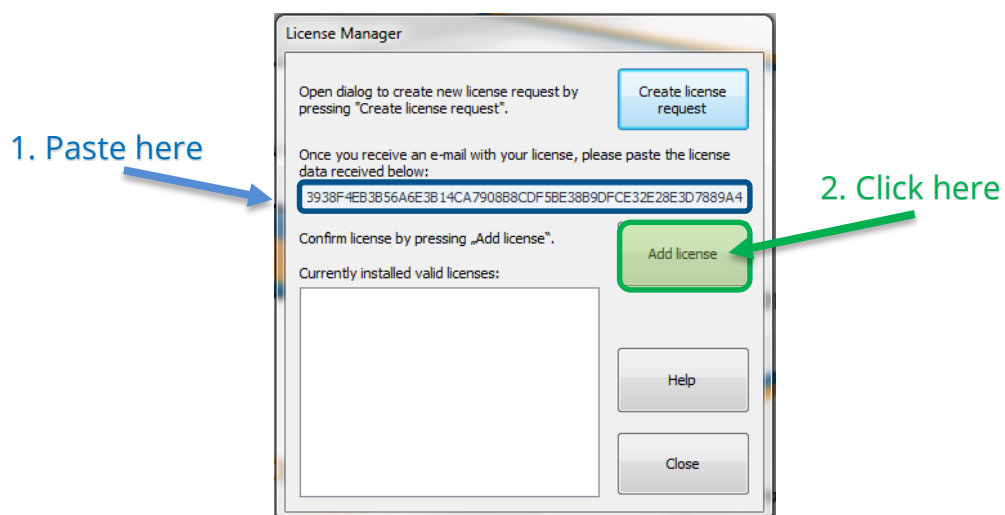 License Manager
Open dialog to create new license request by
pressing "Create license request".
Create license
request
1. Paste here
Once you receive an e-mail with your license, please paste the license
data received below:
3938F4EB3B56A6E3B14CA7908B8CDF5BE38B9DFCE32E28E3D7889A4
2. Click here
Confirm license by pressing „Add license“.
Add license
Currently installed valid licenses:
Help
Close